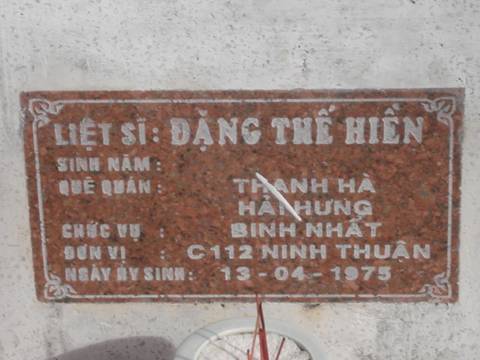 LIỆT SĨ: ĐẶNG THẾ HIỀN
SINH NĂM:
QUÊ QUÁN: THANH HÀ
HẢI HƯNG
CHỨC VỤ : BINH NHẤT
ĐƠN VỊ : C112 NINH THUẬN
NGÀY HY SINH: 13-04-1975